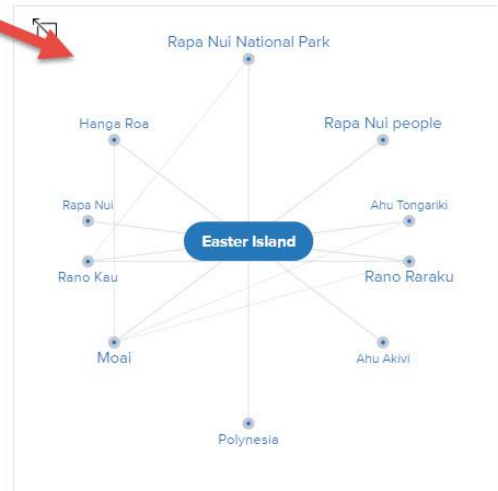 Rapa Nui National Park
Hanga Roa
Rapa Nui people
Rapa Nui
Ahu Tongariki
Easter Island
Rano Kau
Rano Raraku
Moai
Ahu Akivi
Polynesia